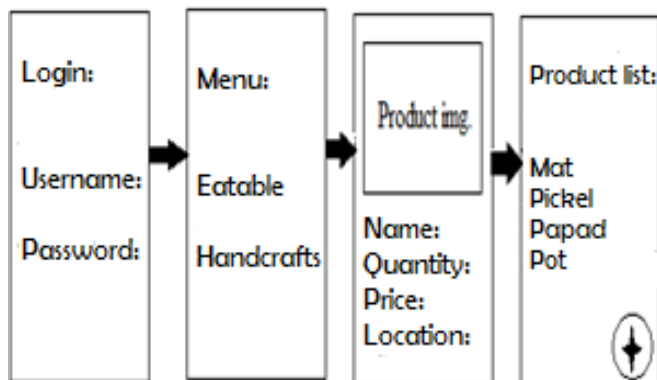 Login:
Username:
Password:
Menu:
Eatable
Handcrafts
Product img.
Name:
Quantity:
Price:
Location:
Product list:
Mat
Pickel
Papad
Pot